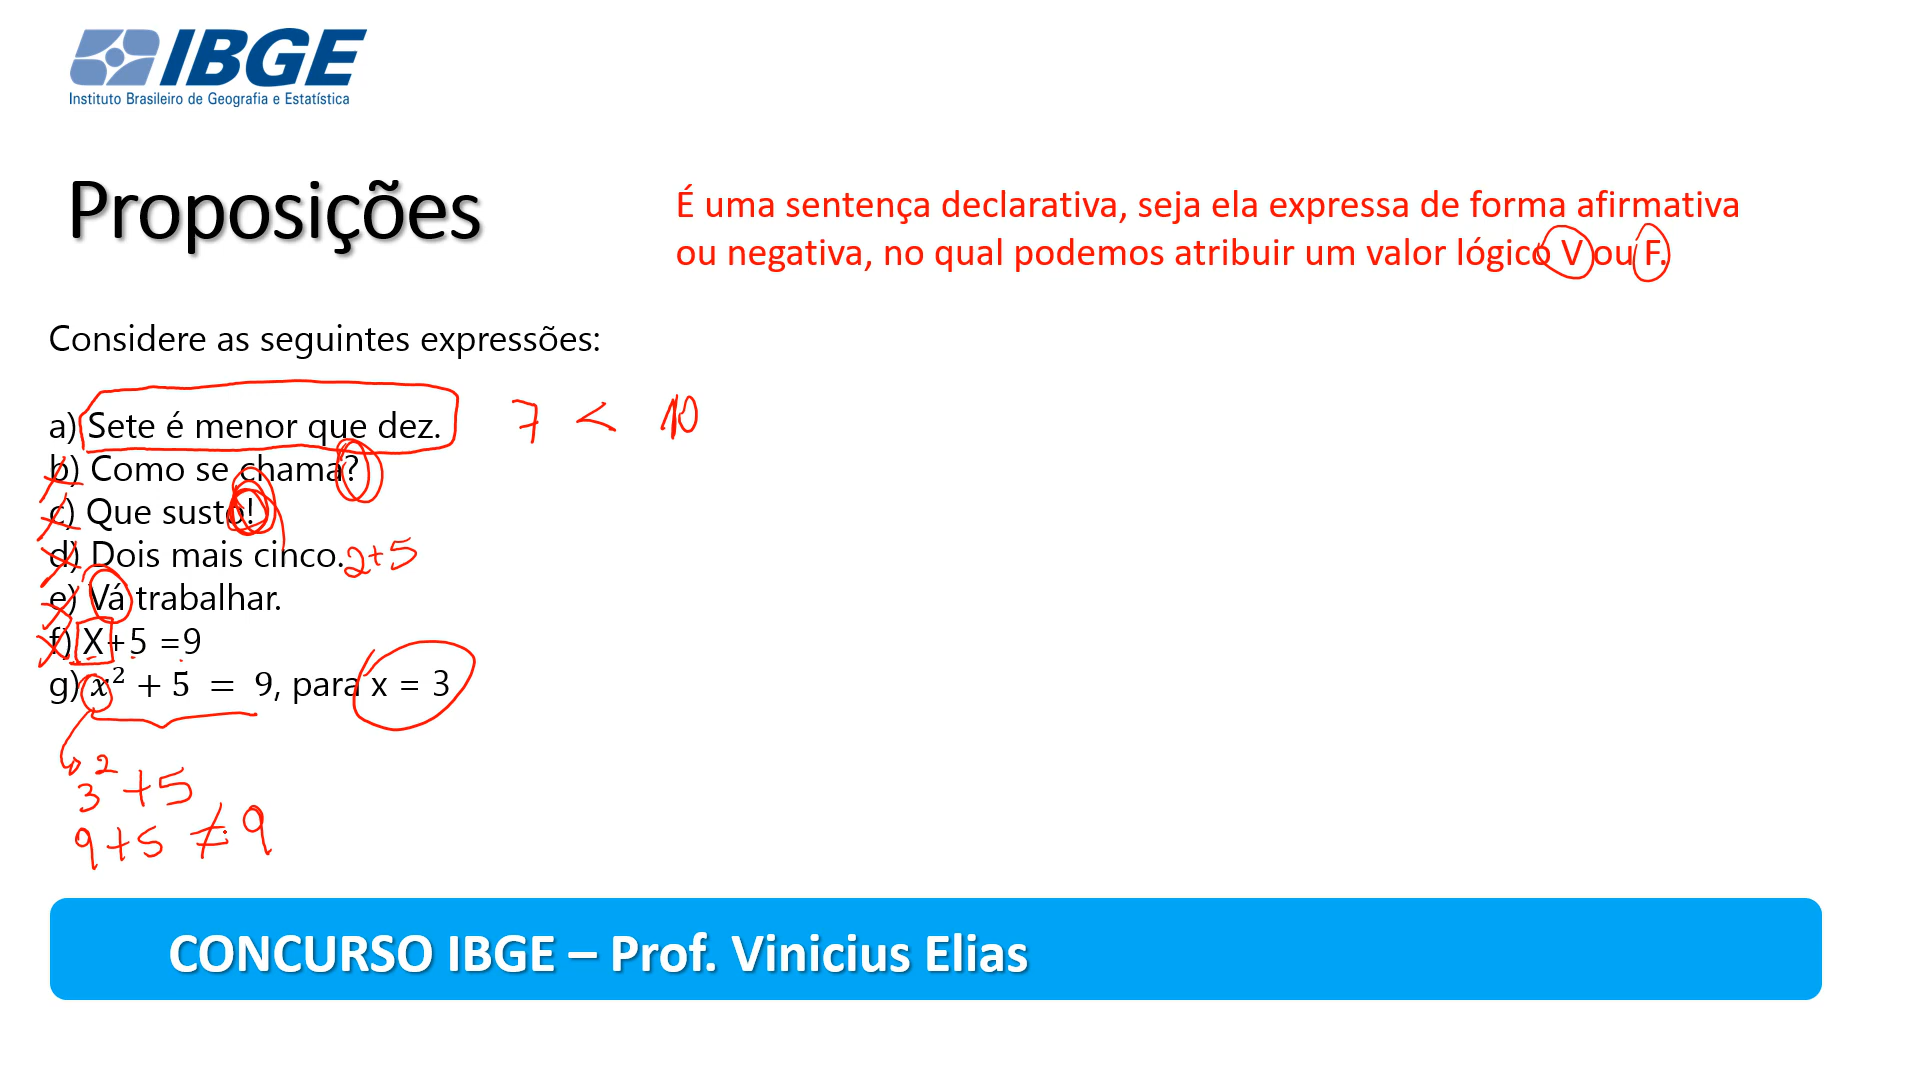 IBGE
Instituto Brasileiro de Geografia e Estatística
Proposições
É uma sentença declarativa, seja ela expressa de forma afirmativa
ou negativa, no qual podemos atribuir um valor lógico V ou F.
Considere as seguintes expressões:
a) Sete é menor que dez. 7 < 10
b) Como se chama?
c) Que susto!
d) Dois mais cinco. 2+5
e) Vá trabalhar.
f) X+5 =9
g) x² + 5 = 9, para x = 3
3² +5
9+5 ≠ 9
CONCURSO IBGE – Prof. Vinicius Elias